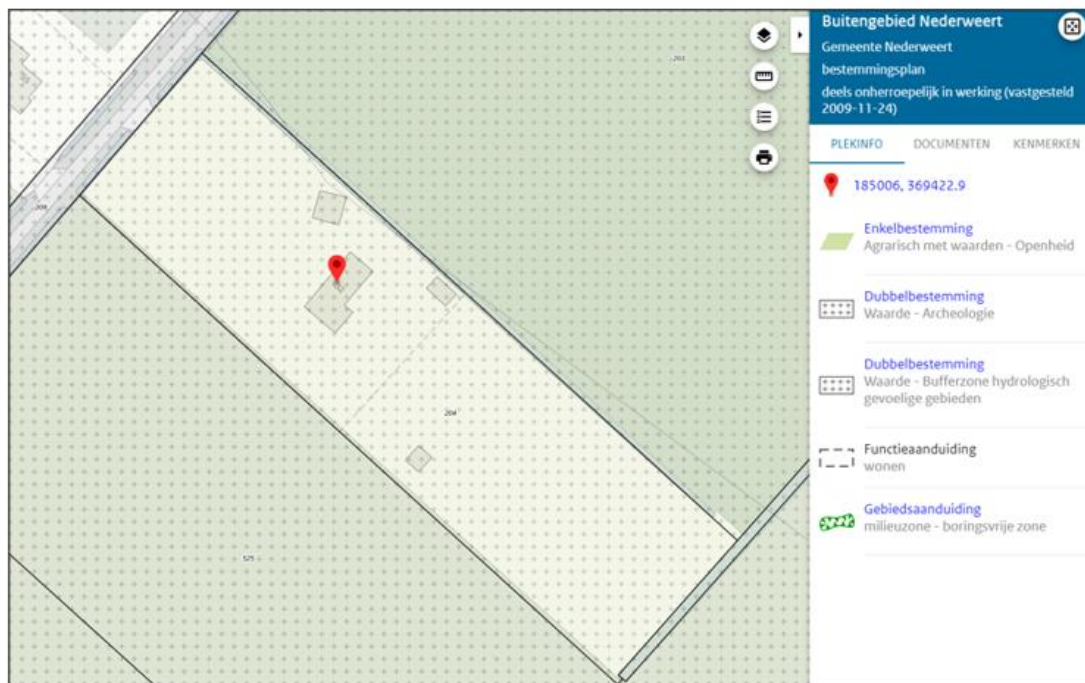 Buitengebied Nederweert
Gemeente Nederweert
bestemmingsplan
deels onherroepelijk in werking (vastgesteld
2009-11-24)
PLEKINFO DOCUMENTEN KENMERKEN
185006, 369422.9
Enkelbestemming
Agrarisch met waarden - Openheid
Dubbelbestemming
Waarde - Archeologie
Dubbelbestemming
Waarde - Bufferzone hydrologisch
gevoelige gebieden
Functieaanduiding
wonen
Gebiedsaanduiding
milieuzone - boringsvrije zone
204
525